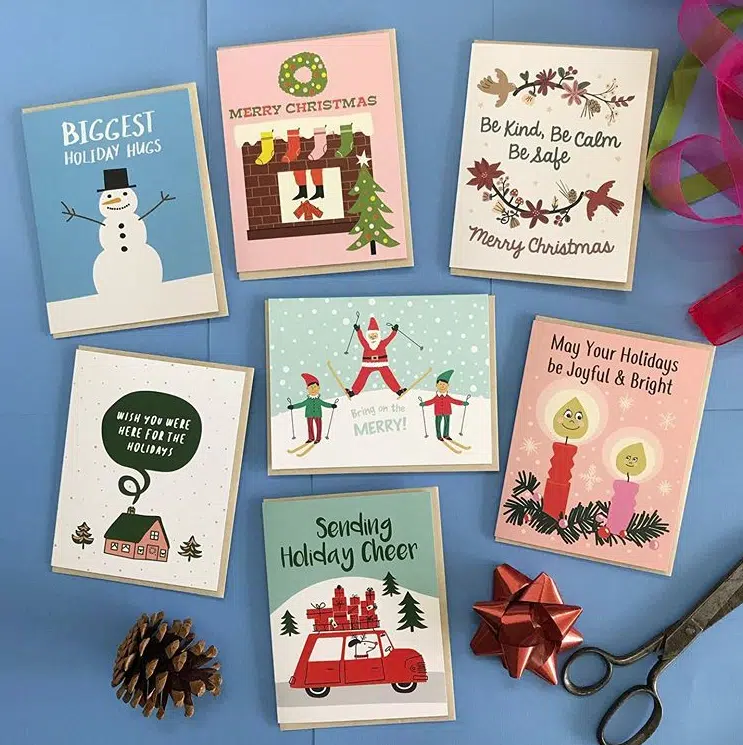 BIGGEST
HOLIDAY HUGS
MERRY CHRISTMAS
Be Kind, Be Calm
Be Safe
Merry Christmas
WISH YOU WERE
HERE FOR THE
HOLIDAYS
Bring on the
MERRY!
May Your Holidays
be Joyful & Bright
Sending
Holiday Cheer